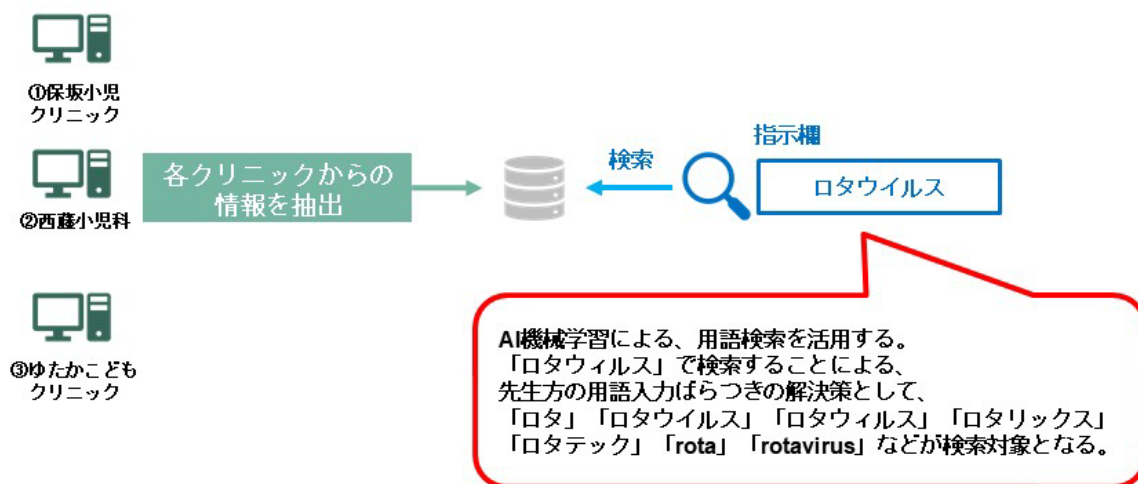 ①保坂小児
クリニック
②西藏小児科
③ゆたかこども
クリニック
各クリニックからの
情報を抽出
検索
指示欄
ロタウイルス
AI機械学習による、用語検索を活用する。
「ロタウィルス」で検索することによる、
先生方の用語入力ばらつきの解決策として、
「ロタ」「ロタウイルス」「ロタウィルス」「ロタリックス」
「ロタテック」「rota」「rotavirus」などが検索対象となる。